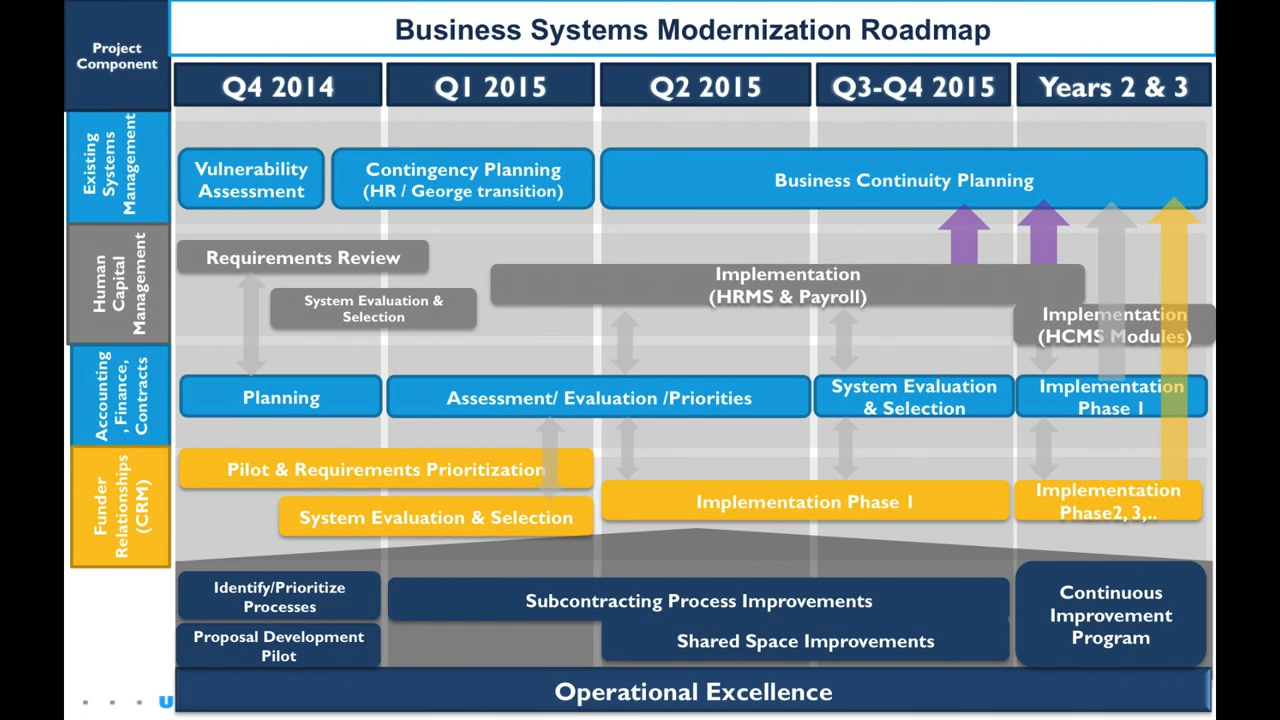 Project
Component
Business Systems Modernization Roadmap
Q4 2014
Q1 2015
Q2 2015
Q3-Q4 2015
Years 2 & 3
Existing
Systems
Management
Vulnerability
Assessment
Contingency Planning
(HR / George transition)
Business Continuity Planning
Human
Capital
Management
Requirements Review
System Evaluation &
Selection
Implementation
(HRMS & Payroll)
Implementation
(HCMS Modules)
Accounting
, Finance,
Contracts
Planning
Assessment/ Evaluation /Priorities
System Evaluation
& Selection
Implementation
Phase 1
Funder
Relationships
(CRM)
Pilot & Requirements Prioritization
System Evaluation & Selection
Implementation Phase 1
Implementation
Phase2, 3,..
Identify/Prioritize
Processes
Proposal Development
Pilot
Subcontracting Process Improvements
Shared Space Improvements
Continuous
Improvement
Program
Operational Excellence